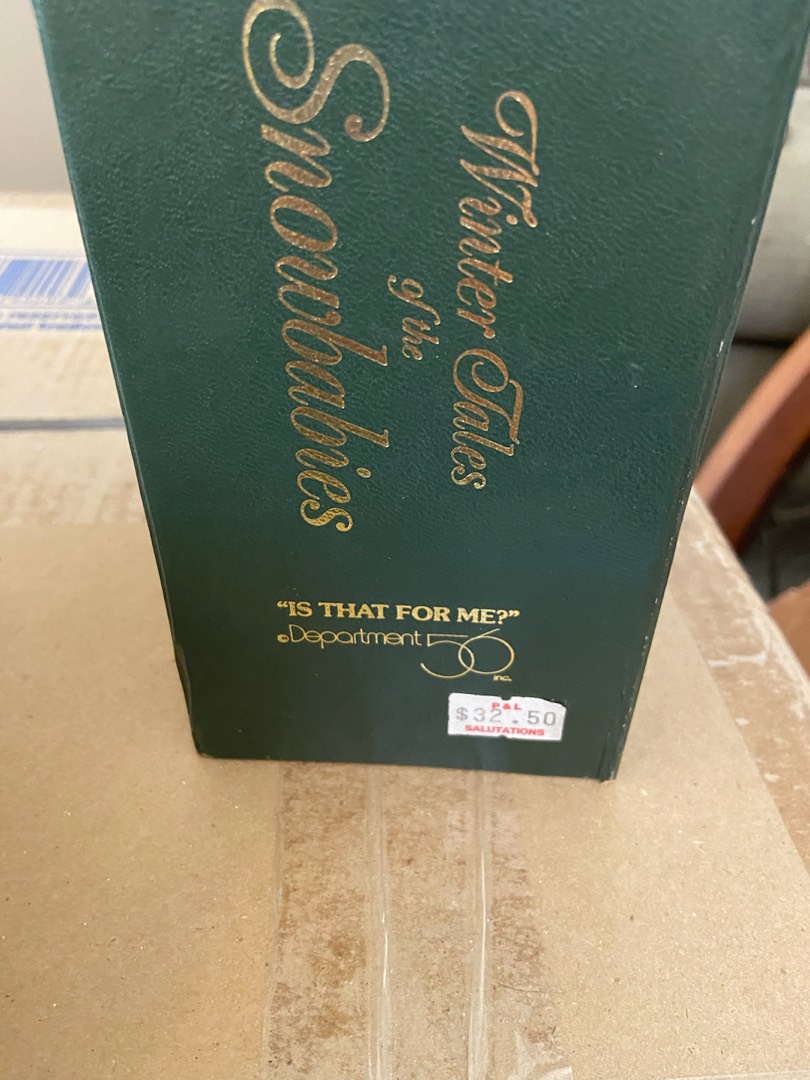 Winter Tales
of the
Snowbabies
“IS THAT FOR ME?”
©Department 56
inc.
P & L
$32.50
SALUTATIONS